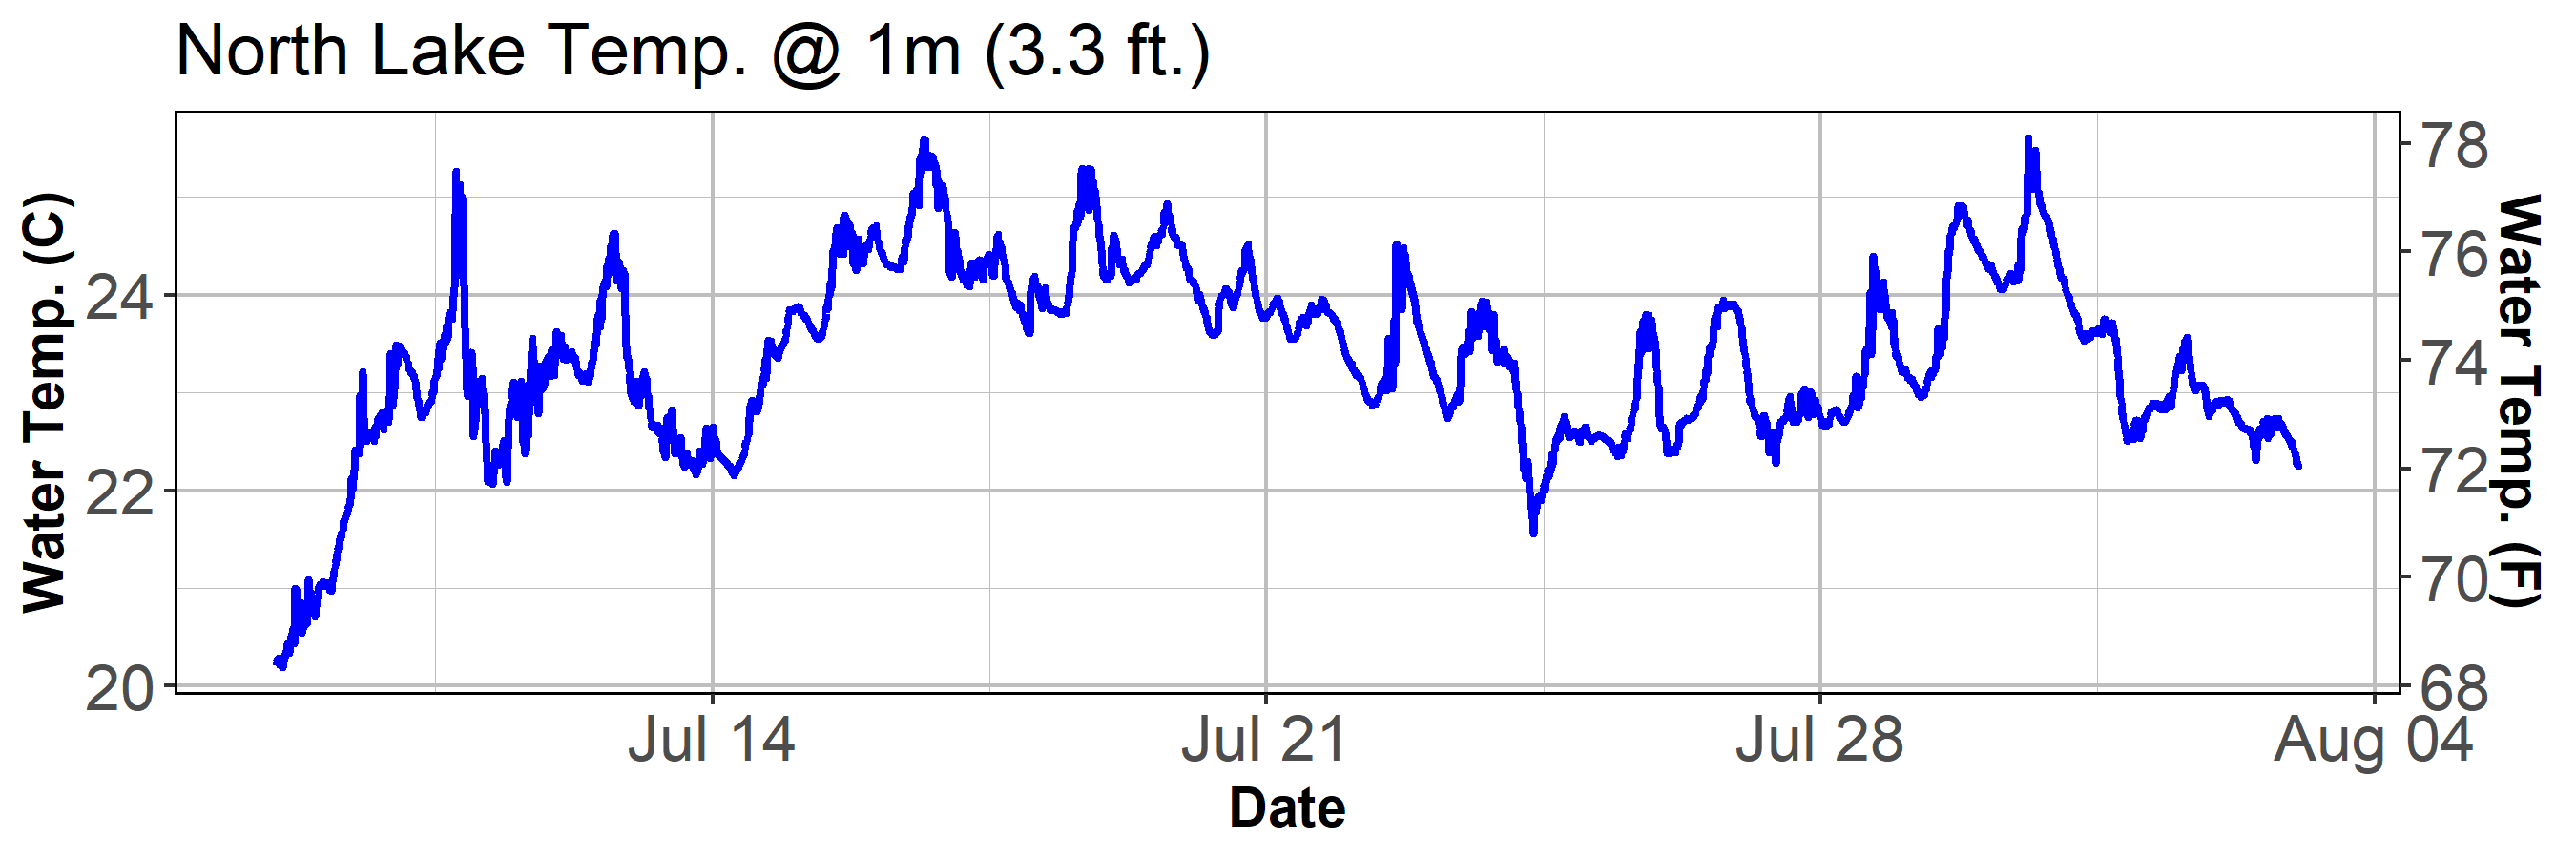 North Lake Temp. @ 1m (3.3 ft.)
Water Temp. (C)
24
22
20
78
76
74
72
70
68
Water Temp. (F)
Jul 14 Jul 21 Jul 28 Aug 04
Date